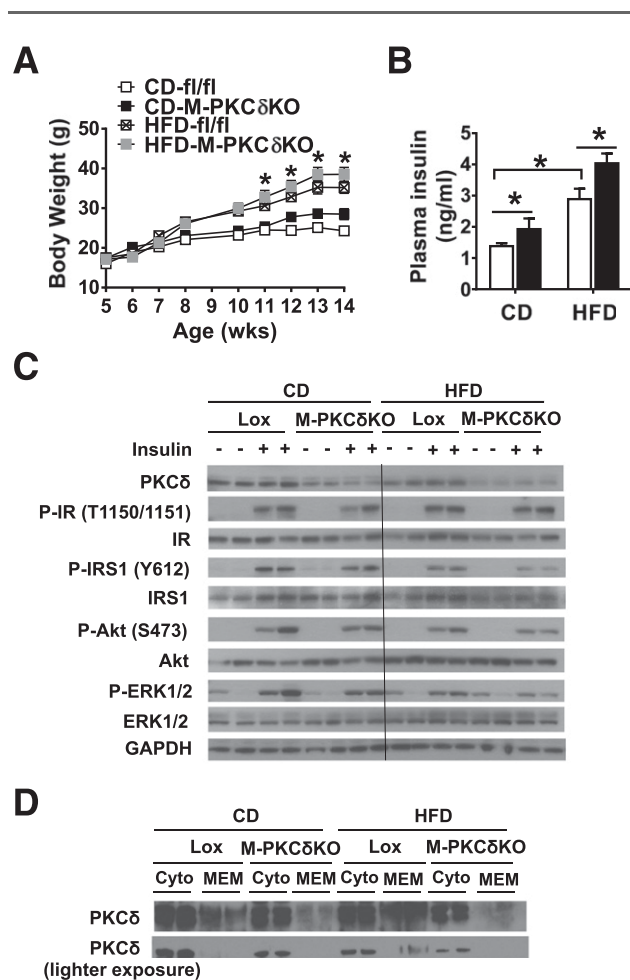 A
CD-fl/fl
CD-M-PKCδKO
HFD-fl/fl
HFD-M-PKCδKO
50
40
30
20
10
Body Weight (g)
* * * *
5 6 7 8 9 10 11 12 13 14
Age (wks)
B
Plasma insulin
(ng/ml)
5
4
3
2
1
0
* * *
CD HFD
C
CD HFD
Lox M-PKCδKO Lox M-PKCδKO
Insulin - - + + - - + + - - + + - - + +
PKCδ
P-IR (T1150/1151)
IR
P-IRS1 (Y612)
IRS1
P-Akt (S473)
Akt
P-ERK1/2
ERK1/2
GAPDH
D
CD HFD
Lox M-PKCδKO Lox M-PKCδKO
Cyto MEM Cyto MEM Cyto MEM Cyto MEM
PKCδ
PKCδ
(lighter exposure)